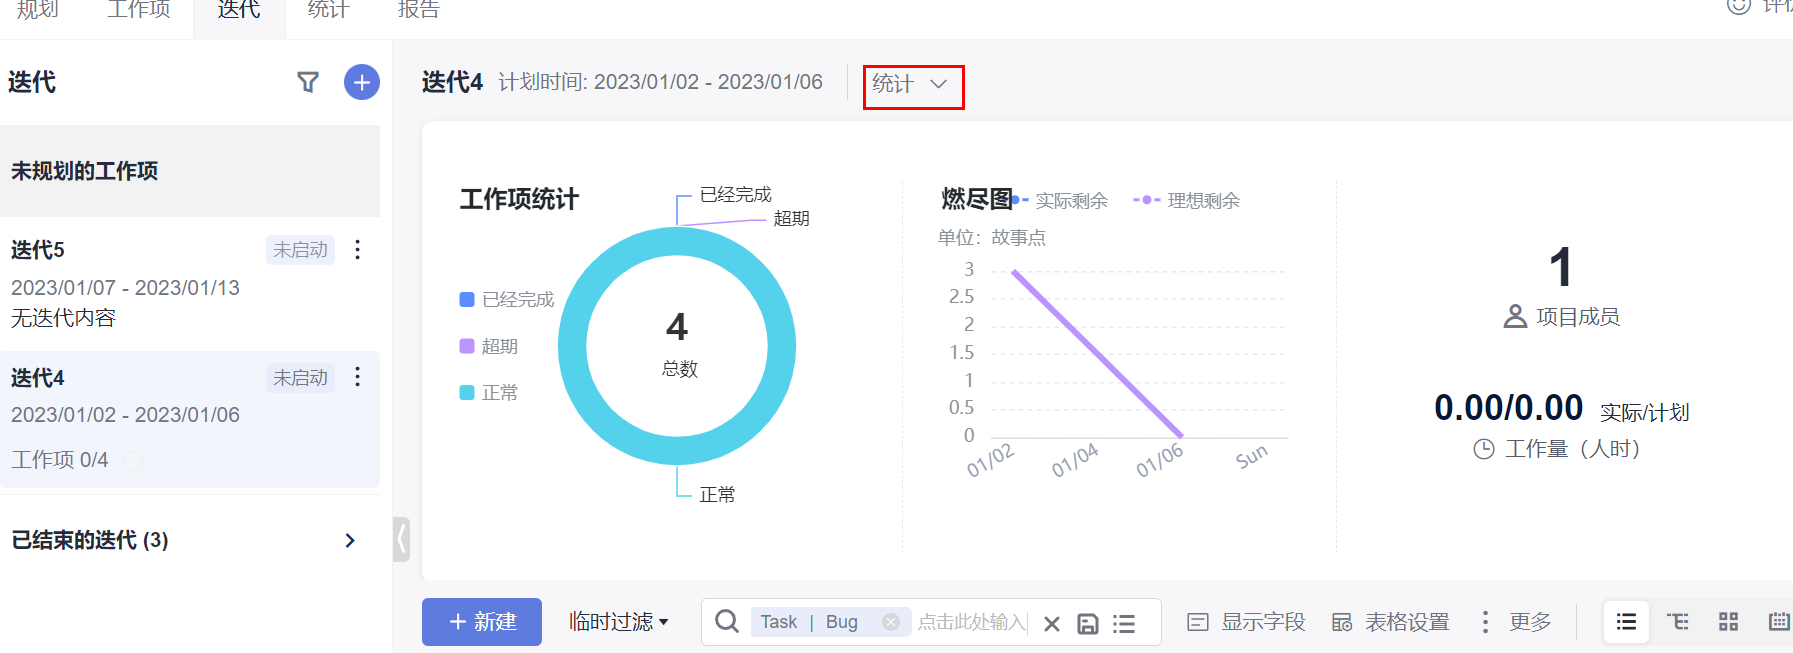 规划 工作项 迭代 统计 报告
迭代
未规划的工作项
迭代5 未启动
2023/01/07 - 2023/01/13
无迭代内容
迭代4 未启动
2023/01/02 - 2023/01/06
工作项 0/4
已结束的迭代 (3)
迭代4 计划时间: 2023/01/02 - 2023/01/06 统计
工作项统计
已经完成
超期
已经完成
超期
正常
4
总数
正常
燃尽图 实际剩余 理想剩余
单位：故事点
3
2.5
2
1.5
1
0.5
0
01/02 01/04 01/06 Sun
1
项目成员
0.00/0.00 实际/计划
工作量（人时）
+ 新建 临时过滤 Task | Bug 点击此处输入 显示字段 表格设置 更多